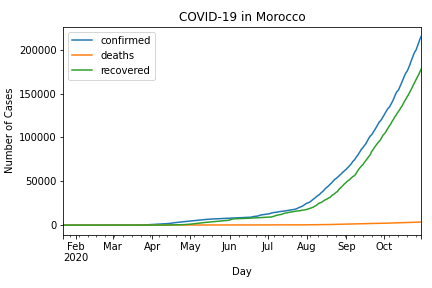 COVID-19 in Morocco
confirmed
deaths
recovered
Number of Cases
200000
150000
100000
50000
0
Feb Mar Apr May Jun Jul Aug Sep Oct
2020
Day